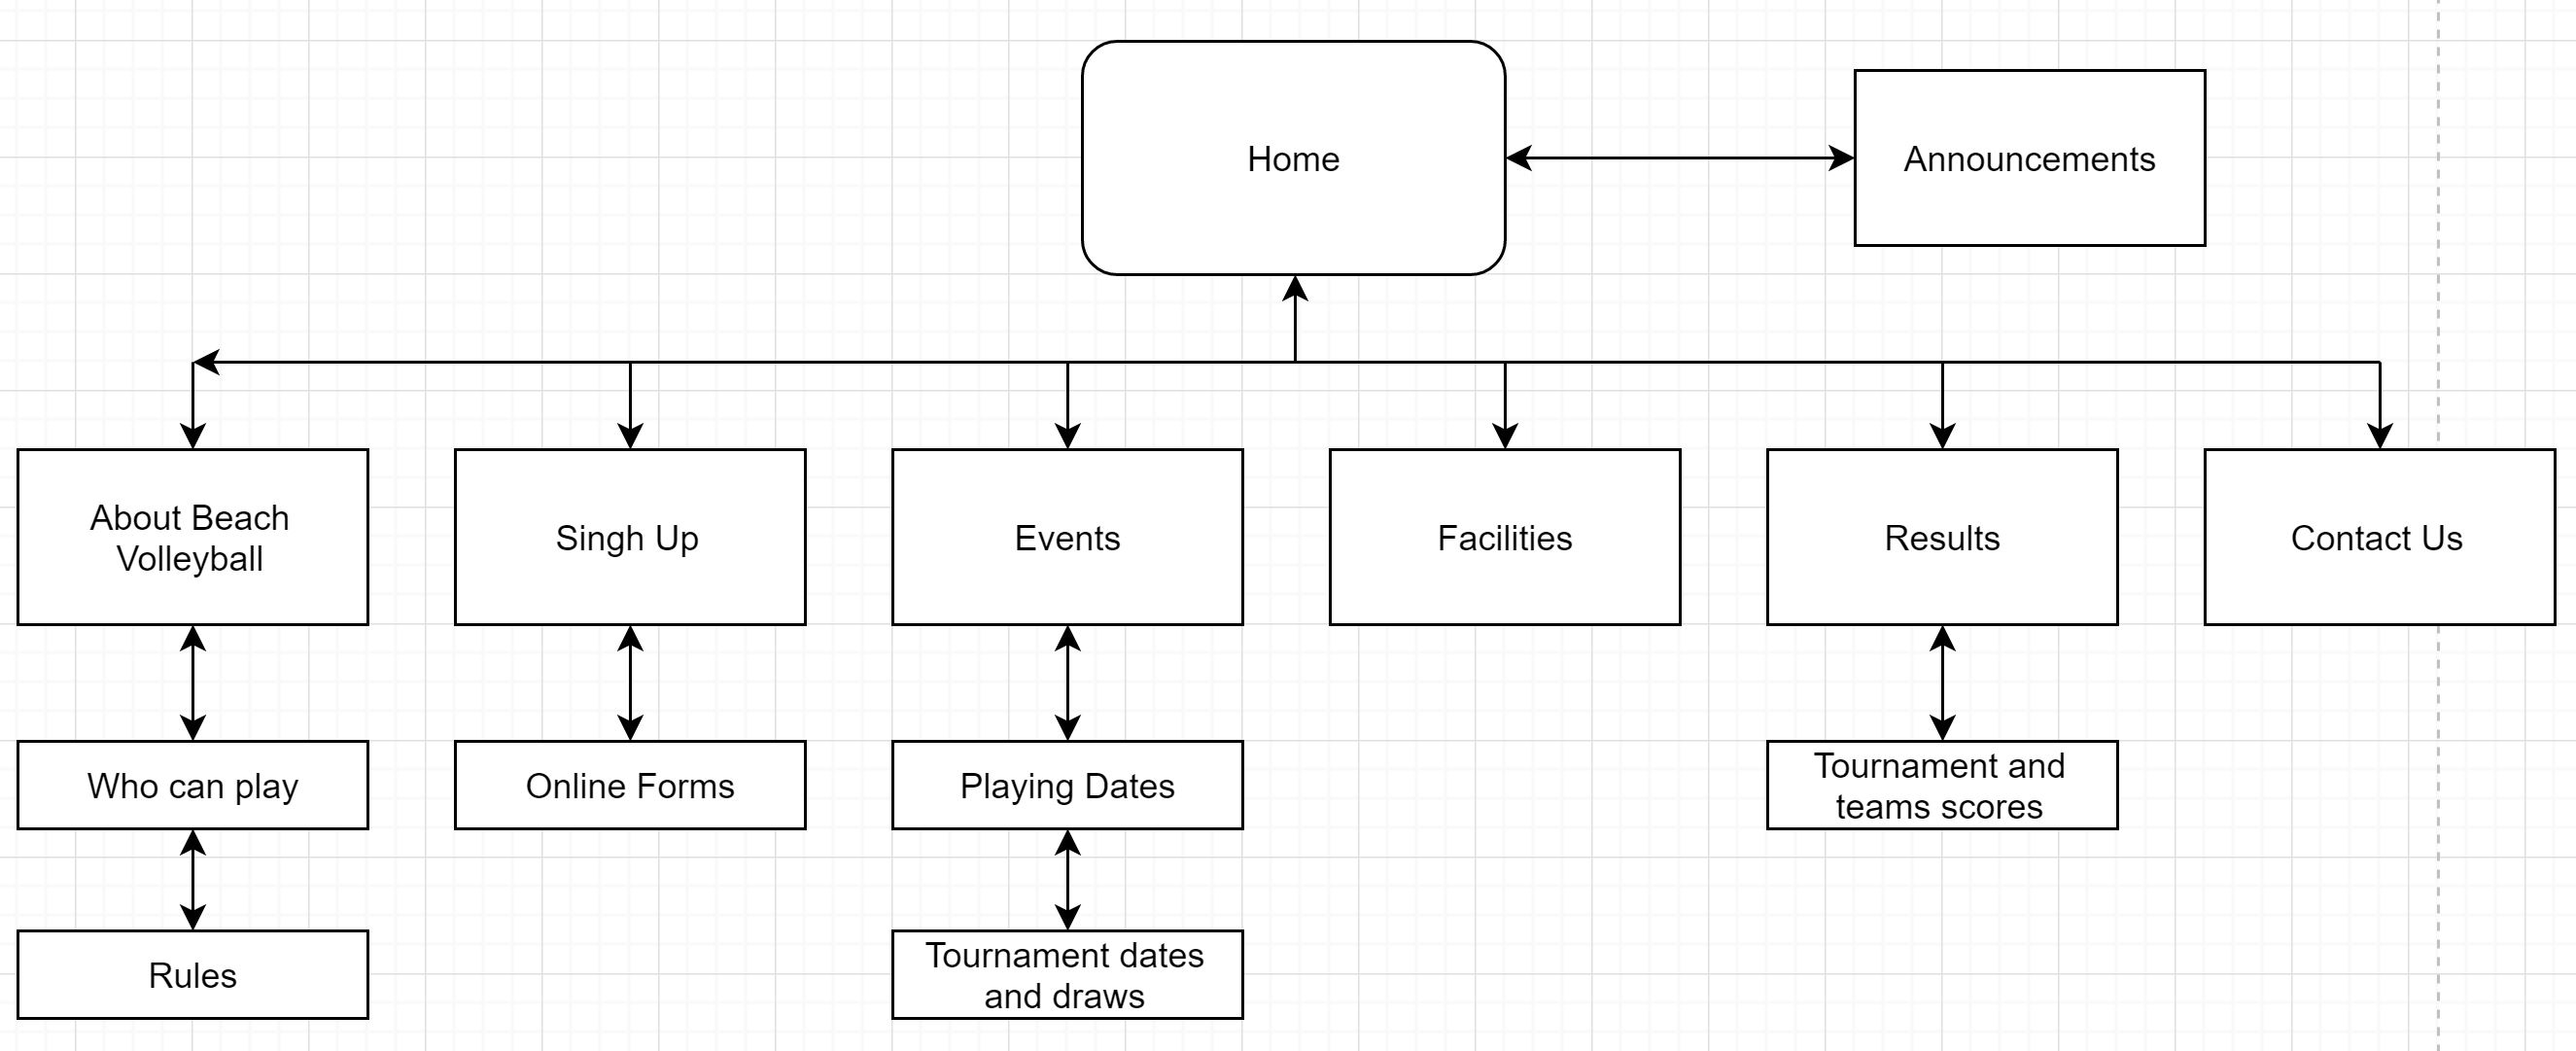 Home
Announcements
About Beach
Volleyball
Singh Up
Events
Facilities
Results
Contact Us
Who can play
Online Forms
Playing Dates
Tournament and
teams scores
Rules
Tournament dates
and draws